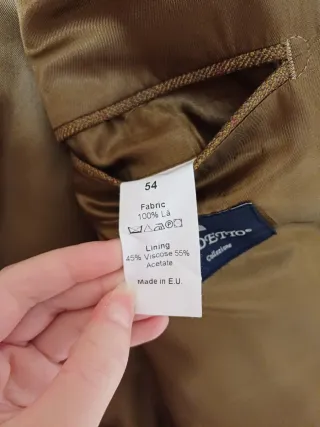 54
Fabric
100% Lã
Lining
45% Viscose 55%
Acetate
Made in E.U.